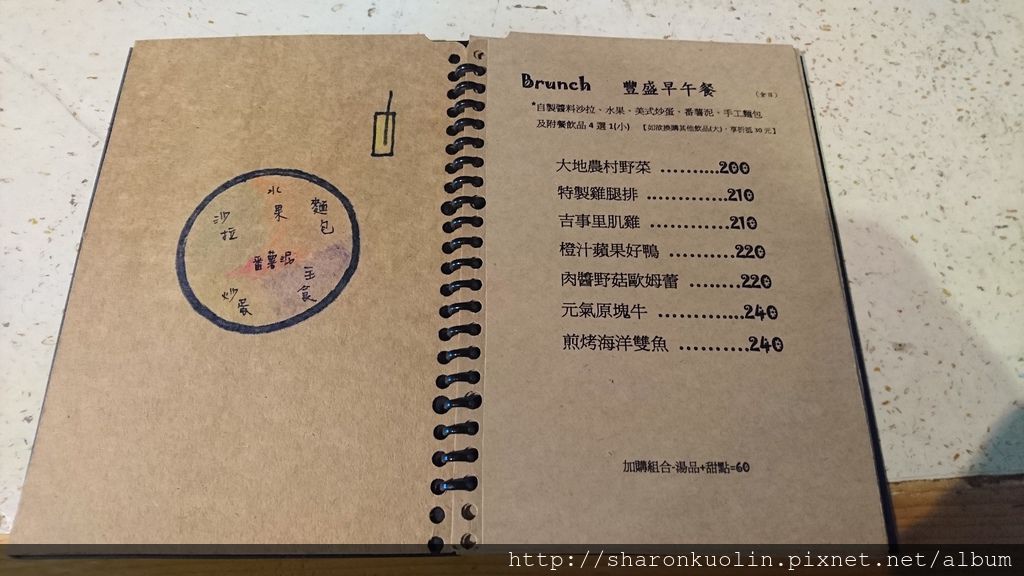 水果
麵包
沙拉
番薯泥
主食
炒蛋
Brunch 豐盛早午餐 (全日)
*自製醬料沙拉、水果、美式炒蛋、番薯泥、手工麵包
及附餐飲品4選1(小) 【如欲換購其他飲品(大)，享折抵30元】
大地農村野菜 ..........200
特製雞腿排 .............210
吉事里肌雞 ............210
橙汁蘋果好鴨 ..........220
肉醬野菇歐姆蕾 ........220
元氣原塊牛 .............240
煎烤海洋雙魚 ..........240
加購組合-湯品+甜點=60
http://sharonkuolin.pixnet.net/album